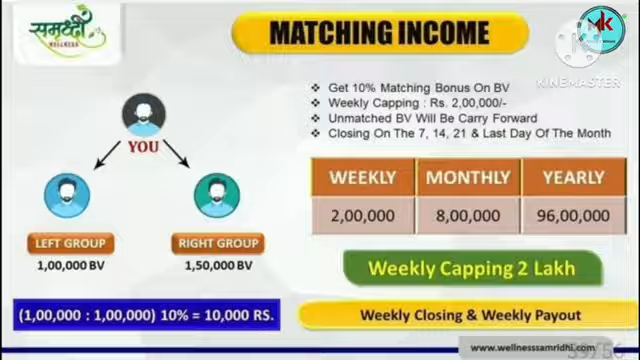 समृद्धी
WELLNESS
MATCHING INCOME
MK
KINEMASTER
➢ Get 10% Matching Bonus On BV
➢ Weekly Capping : Rs. 2,00,000/-
➢ Unmatched BV Will Be Carry Forward
➢ Closing On The 7, 14, 21 & Last Day Of The Month
YOU
LEFT GROUP RIGHT GROUP
1,00,000 BV 1,50,000 BV
WEEKLY MONTHLY YEARLY
2,00,000 8,00,000 96,00,000
Weekly Capping 2 Lakh
(1,00,000 : 1,00,000) 10% = 10,000 RS.
Weekly Closing & Weekly Payout
www.wellnesssamridhi.com